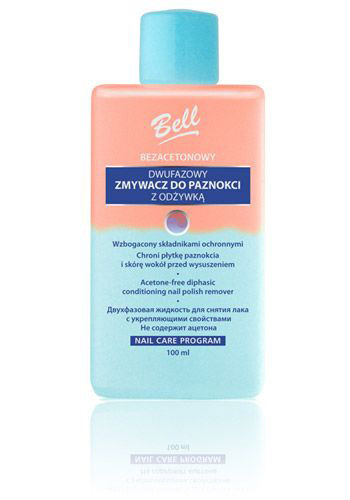 Bell
BEZACETONOWY
DWUFAZOWY
ZMYWACZ DO PAZNOKCI
Z ODŻYWKĄ
Wzbogacony składnikami ochronnymi
Chroni płytkę paznokcia
i skórę wokół przed wysuszeniem
•
Acetone-free diphasic
conditioning nail polish remover
•
Двухфазовая жидкость для снятия лака
с укрепляющими свойствами
Не содержит ацетона
NAIL CARE PROGRAM
100 ml